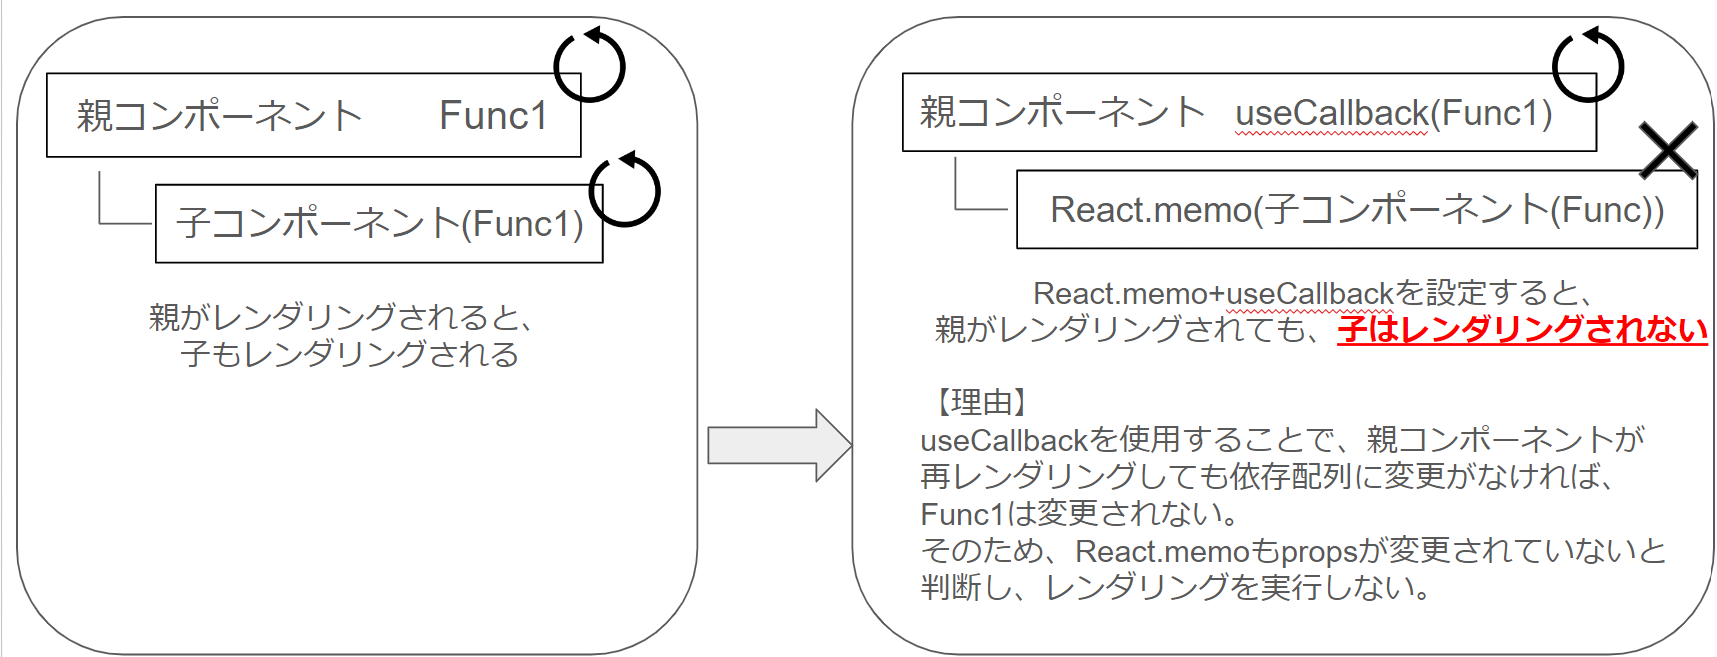 親コンポーネント Func1
子コンポーネント(Func1)
親がレンダリングされると、
子もレンダリングされる
親コンポーネント useCallback(Func1)
React.memo(子コンポーネント(Func))
React.memo+useCallbackを設定すると、
親がレンダリングされても、子はレンダリングされない
【理由】
useCallbackを使用することで、親コンポーネントが
再レンダリングしても依存配列に変更がなければ、
Func1は変更されない。
そのため、React.memoもpropsが変更されていないと
判断し、レンダリングを実行しない。